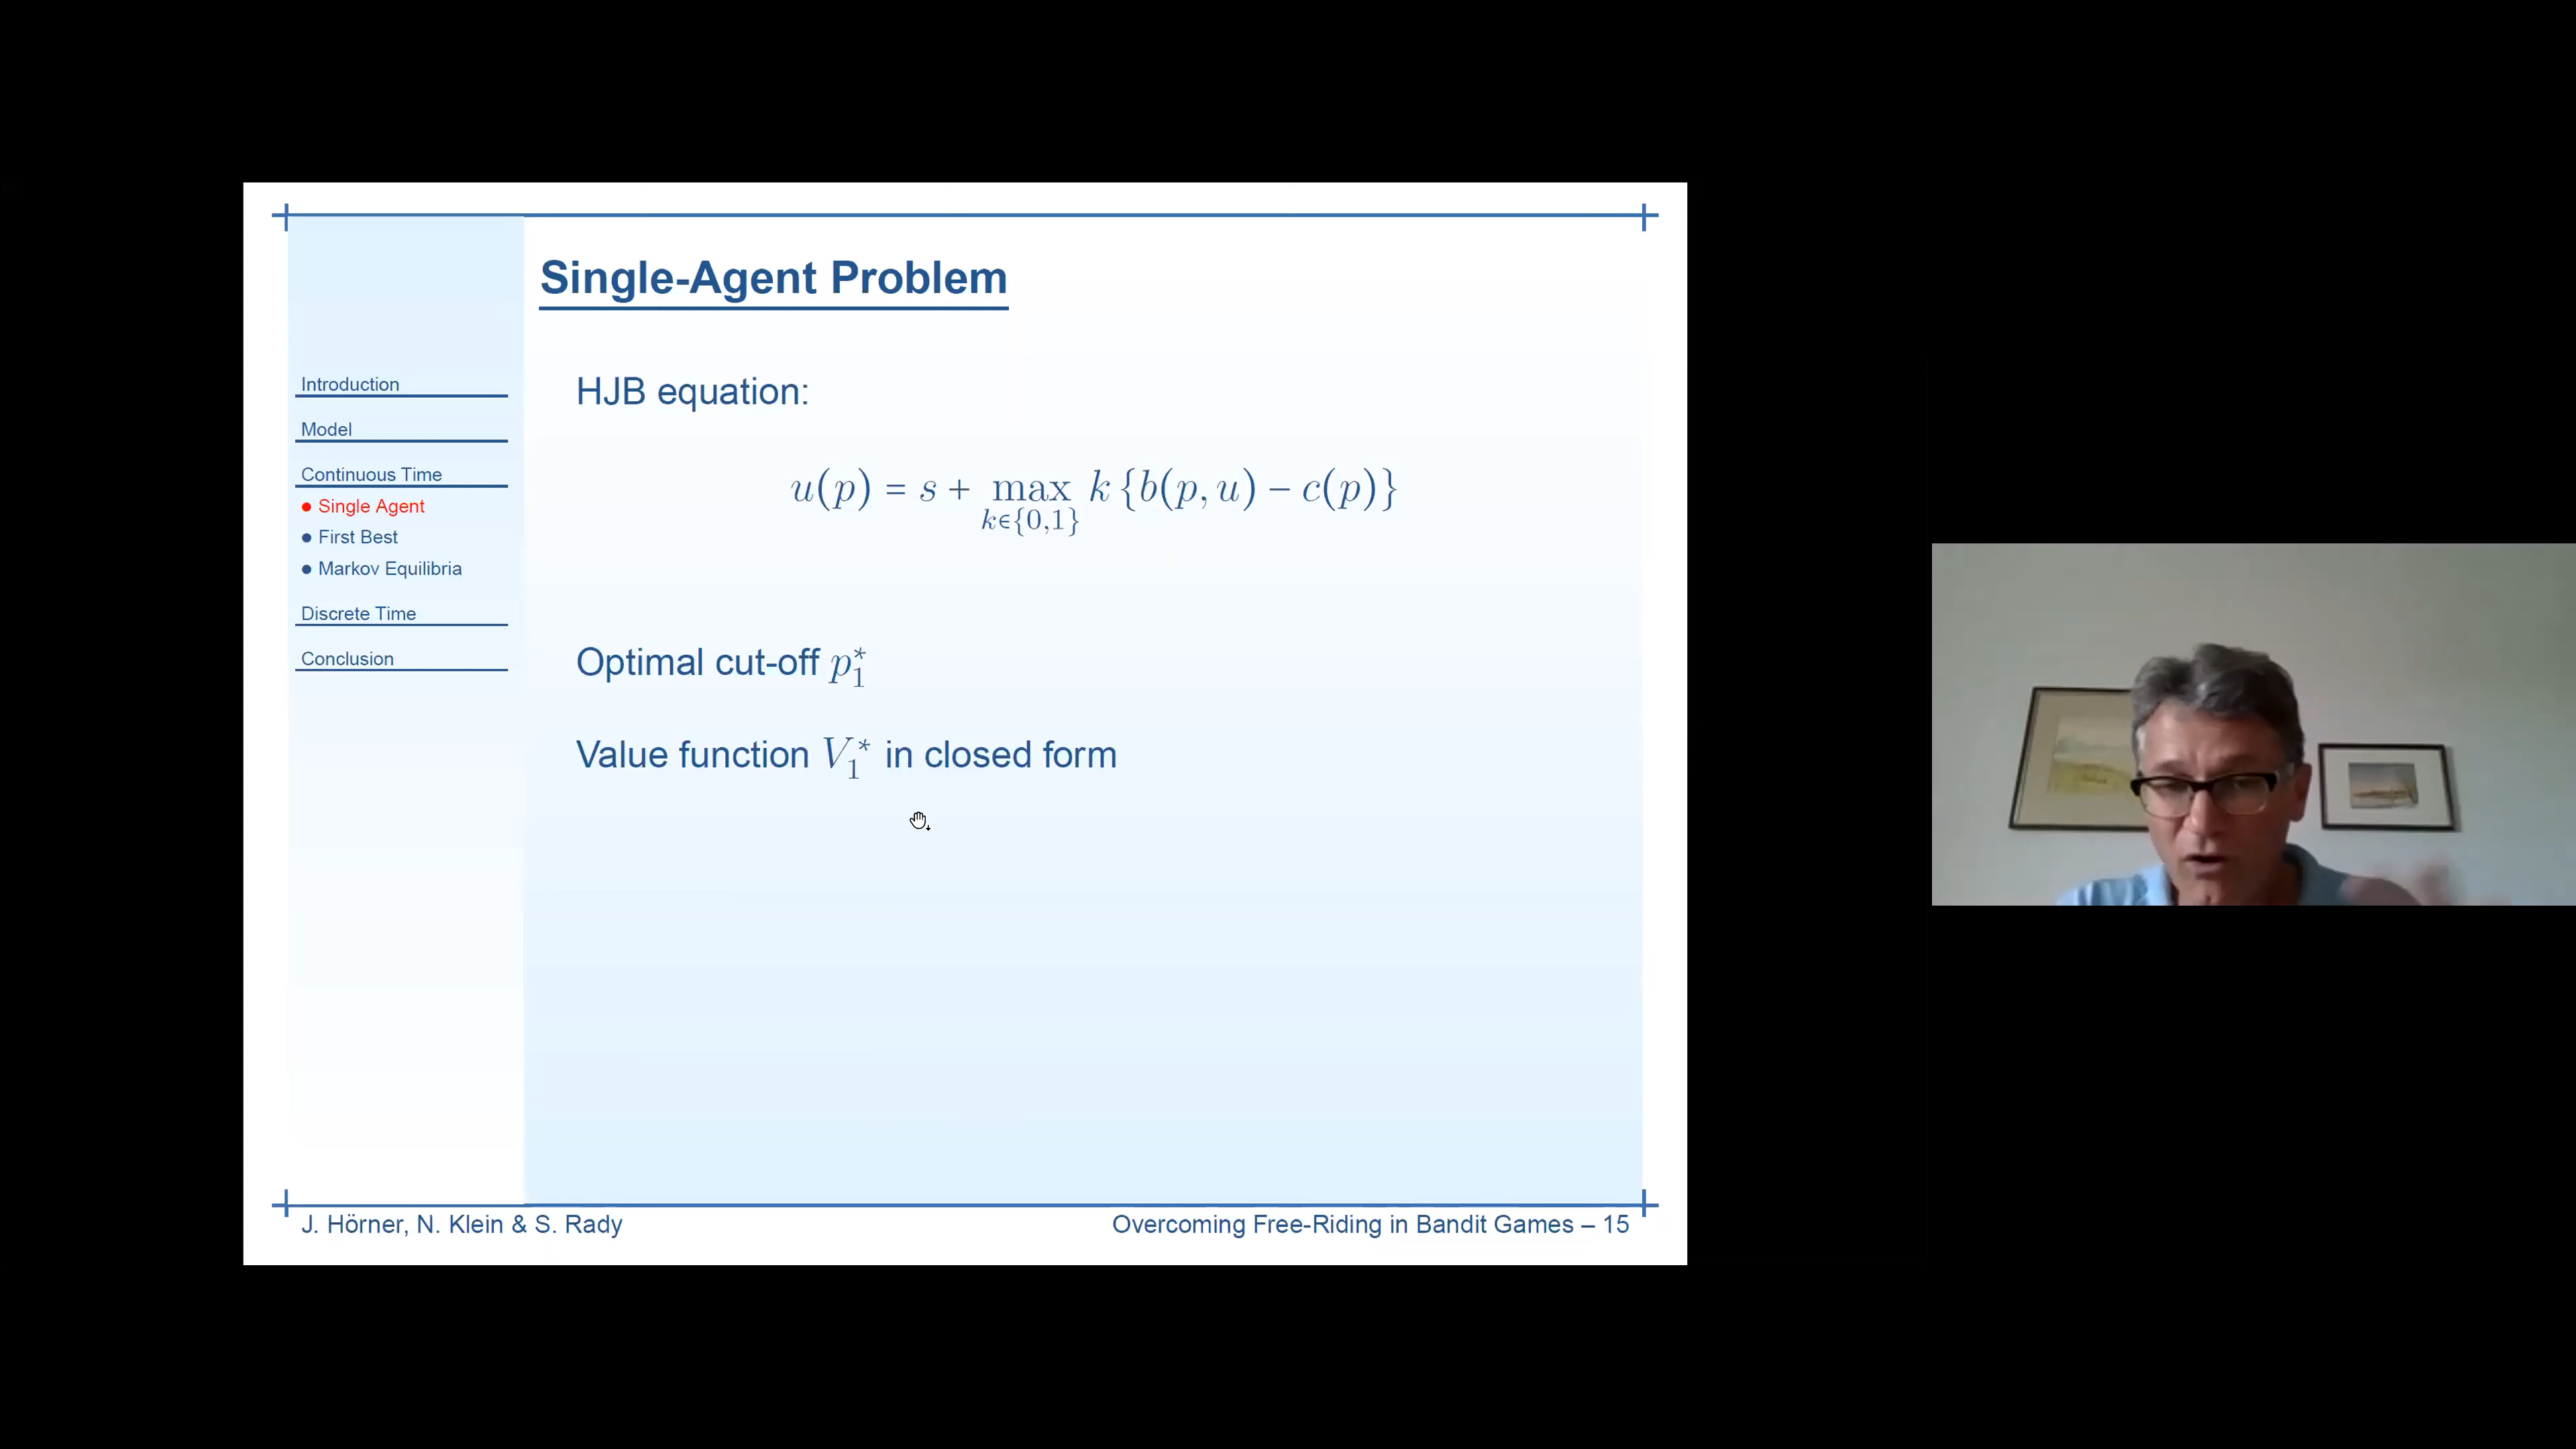 Single-Agent Problem
Introduction
Model
Continuous Time
• Single Agent
• First Best
• Markov Equilibria
Discrete Time
Conclusion
HJB equation:
u(p) = s + max k {b(p, u) − c(p)}
k∈{0,1}
Optimal cut-off p₁*
Value function V₁* in closed form
J. Hörner, N. Klein & S. Rady
Overcoming Free-Riding in Bandit Games – 15